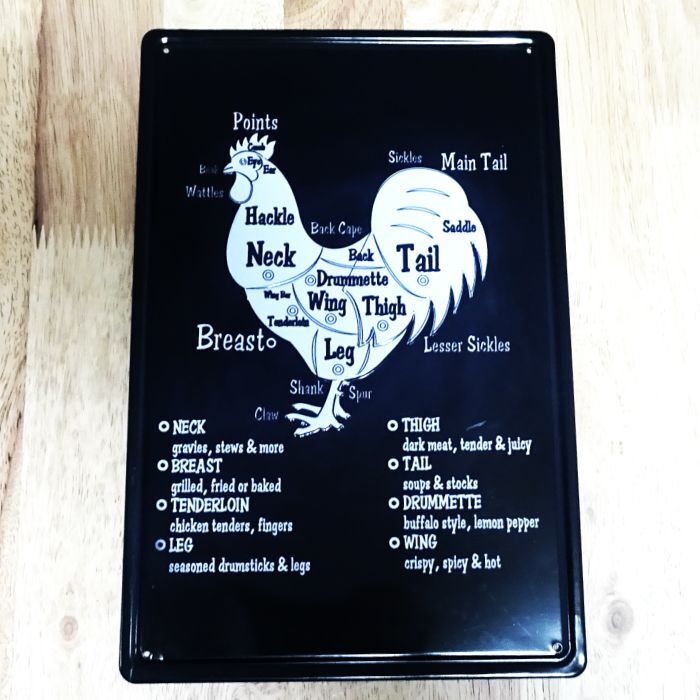 Points
Comb
Eye
Ear
Beak
Wattles
Hackle
Neck
Back Cape
Sickles
Main Tail
Saddle
Back
Tail
Drummette
Wing Bar
Wing
Thigh
Tenderloin
Breast
Leg
Lesser Sickles
Shank
Spur
Claw
NECK
gravies, stews & more
BREAST
grilled, fried or baked
TENDERLOIN
chicken tenders, fingers
LEG
seasoned drumsticks & legs
THIGH
dark meat, tender & juicy
TAIL
soups & stocks
DRUMMETTE
buffalo style, lemon pepper
WING
crispy, spicy & hot